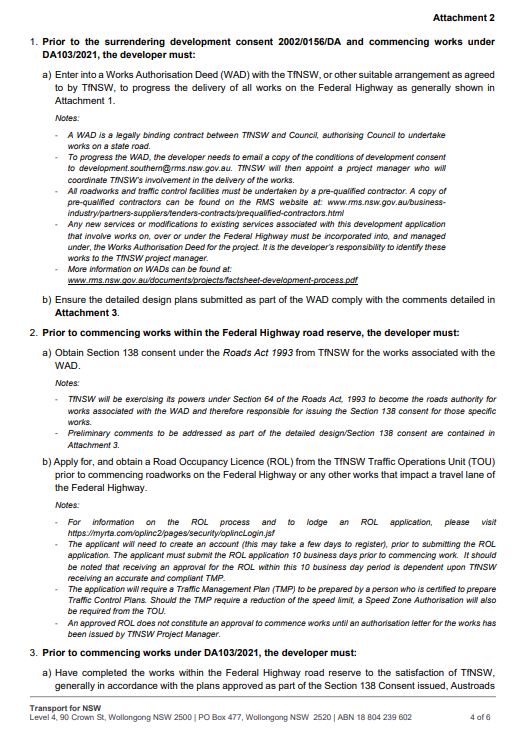 Attachment 2
1. Prior to the surrendering development consent 2002/0156/DA and commencing works under
DA103/2021, the developer must:
a) Enter into a Works Authorisation Deed (WAD) with the TfNSW, or other suitable arrangement as agreed
to by TfNSW, to progress the delivery of all works on the Federal Highway as generally shown in
Attachment 1.
Notes:
- A WAD is a legally binding contract between TfNSW and Council, authorising Council to undertake
works on a state road.
- To progress the WAD, the developer needs to email a copy of the conditions of development consent
to development.southern@rms.nsw.gov.au. TfNSW will then appoint a project manager who will
coordinate TfNSW's involvement in the delivery of the works.
- All roadworks and traffic control facilities must be undertaken by a pre-qualified contractor. A copy of
pre-qualified contractors can be found on the RMS website at: www.rms.nsw.gov.au/business-
industry/partners-suppliers/tenders-contracts/prequalified-contractors.html
- Any new services or modifications to existing services associated with this development application
that involve works on, over or under the Federal Highway must be incorporated into, and managed
under, the Works Authorisation Deed for the project. It is the developer's responsibility to identify these
works to the TfNSW project manager.
- More information on WADs can be found at:
www.rms.nsw.gov.au/documents/projects/factsheet-development-process.pdf
b) Ensure the detailed design plans submitted as part of the WAD comply with the comments detailed in
Attachment 3.
2. Prior to commencing works within the Federal Highway road reserve, the developer must:
a) Obtain Section 138 consent under the Roads Act 1993 from TfNSW for the works associated with the
WAD.
Notes:
- TfNSW will be exercising its powers under Section 64 of the Roads Act, 1993 to become the roads authority for
works associated with the WAD and therefore responsible for issuing the Section 138 consent for those specific
works.
- Preliminary comments to be addressed as part of the detailed design/Section 138 consent are contained in
Attachment 3.
b) Apply for, and obtain a Road Occupancy Licence (ROL) from the TfNSW Traffic Operations Unit (TOU)
prior to commencing roadworks on the Federal Highway or any other works that impact a travel lane of
the Federal Highway.
Notes:
- For information on the ROL process and to lodge an ROL application, please visit
https://myrta.com/oplinc2/pages/security/oplincLogin.jsf
- The applicant will need to create an account (this may take a few days to register), prior to submitting the ROL
application. The applicant must submit the ROL application 10 business days prior to commencing work. It should
be noted that receiving an approval for the ROL within this 10 business day period is dependent upon TfNSW
receiving an accurate and compliant TMP.
- The application will require a Traffic Management Plan (TMP) to be prepared by a person who is certified to prepare
Traffic Control Plans. Should the TMP require a reduction of the speed limit, a Speed Zone Authorisation will also
be required from the TOU.
- An approved ROL does not constitute an approval to commence works until an authorisation letter for the works has
been issued by TfNSW Project Manager.
3. Prior to commencing works under DA103/2021, the developer must:
a) Have completed the works within the Federal Highway road reserve to the satisfaction of TfNSW,
generally in accordance with the plans approved as part of the Section 138 Consent issued, Austroads
Transport for NSW
Level 4, 90 Crown St, Wollongong NSW 2500 | PO Box 477, Wollongong NSW 2520 | ABN 18 804 239 602 4 of 6